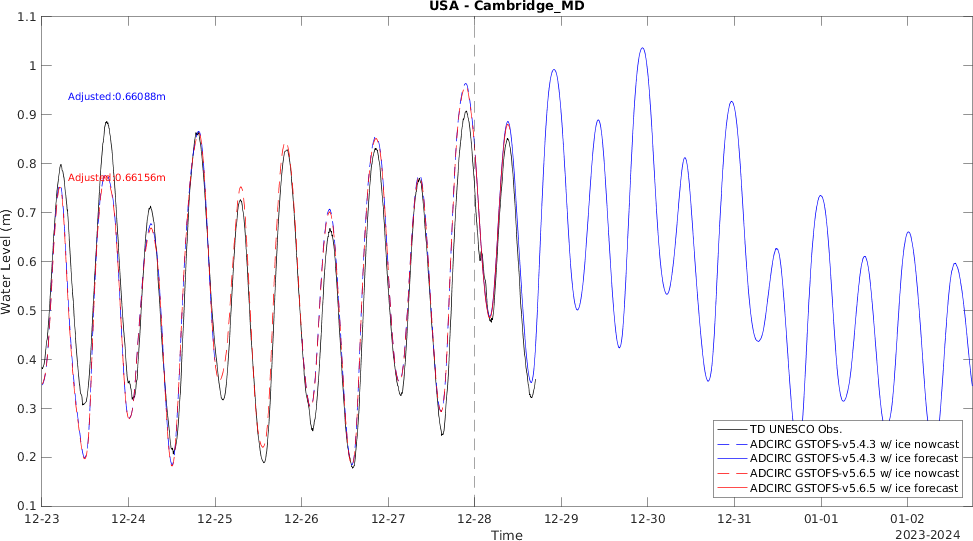 USA - Cambridge_MD
1.1
1
0.9
0.8
0.7
0.6
0.5
0.4
0.3
0.2
0.1
Water Level (m)
Adjusted:0.66088m
Adjusted:0.66156m
TD UNESCO Obs.
ADCIRC GSTOFS-v5.4.3 w/ ice nowcast
ADCIRC GSTOFS-v5.4.3 w/ ice forecast
ADCIRC GSTOFS-v5.6.5 w/ ice nowcast
ADCIRC GSTOFS-v5.6.5 w/ ice forecast
12-23 12-24 12-25 12-26 12-27 12-28 12-29 12-30 12-31 01-01 01-02
Time
2023-2024